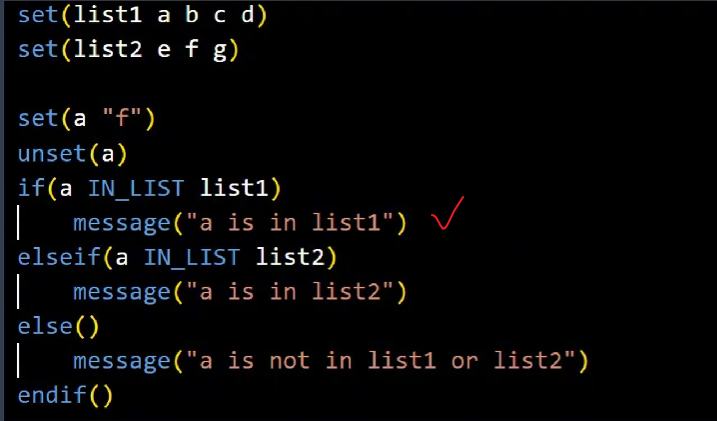 set(list1 a b c d)
set(list2 e f g)
set(a "f")
unset(a)
if(a IN_LIST list1)
    message("a is in list1")
elseif(a IN_LIST list2)
    message("a is in list2")
else()
    message("a is not in list1 or list2")
endif()